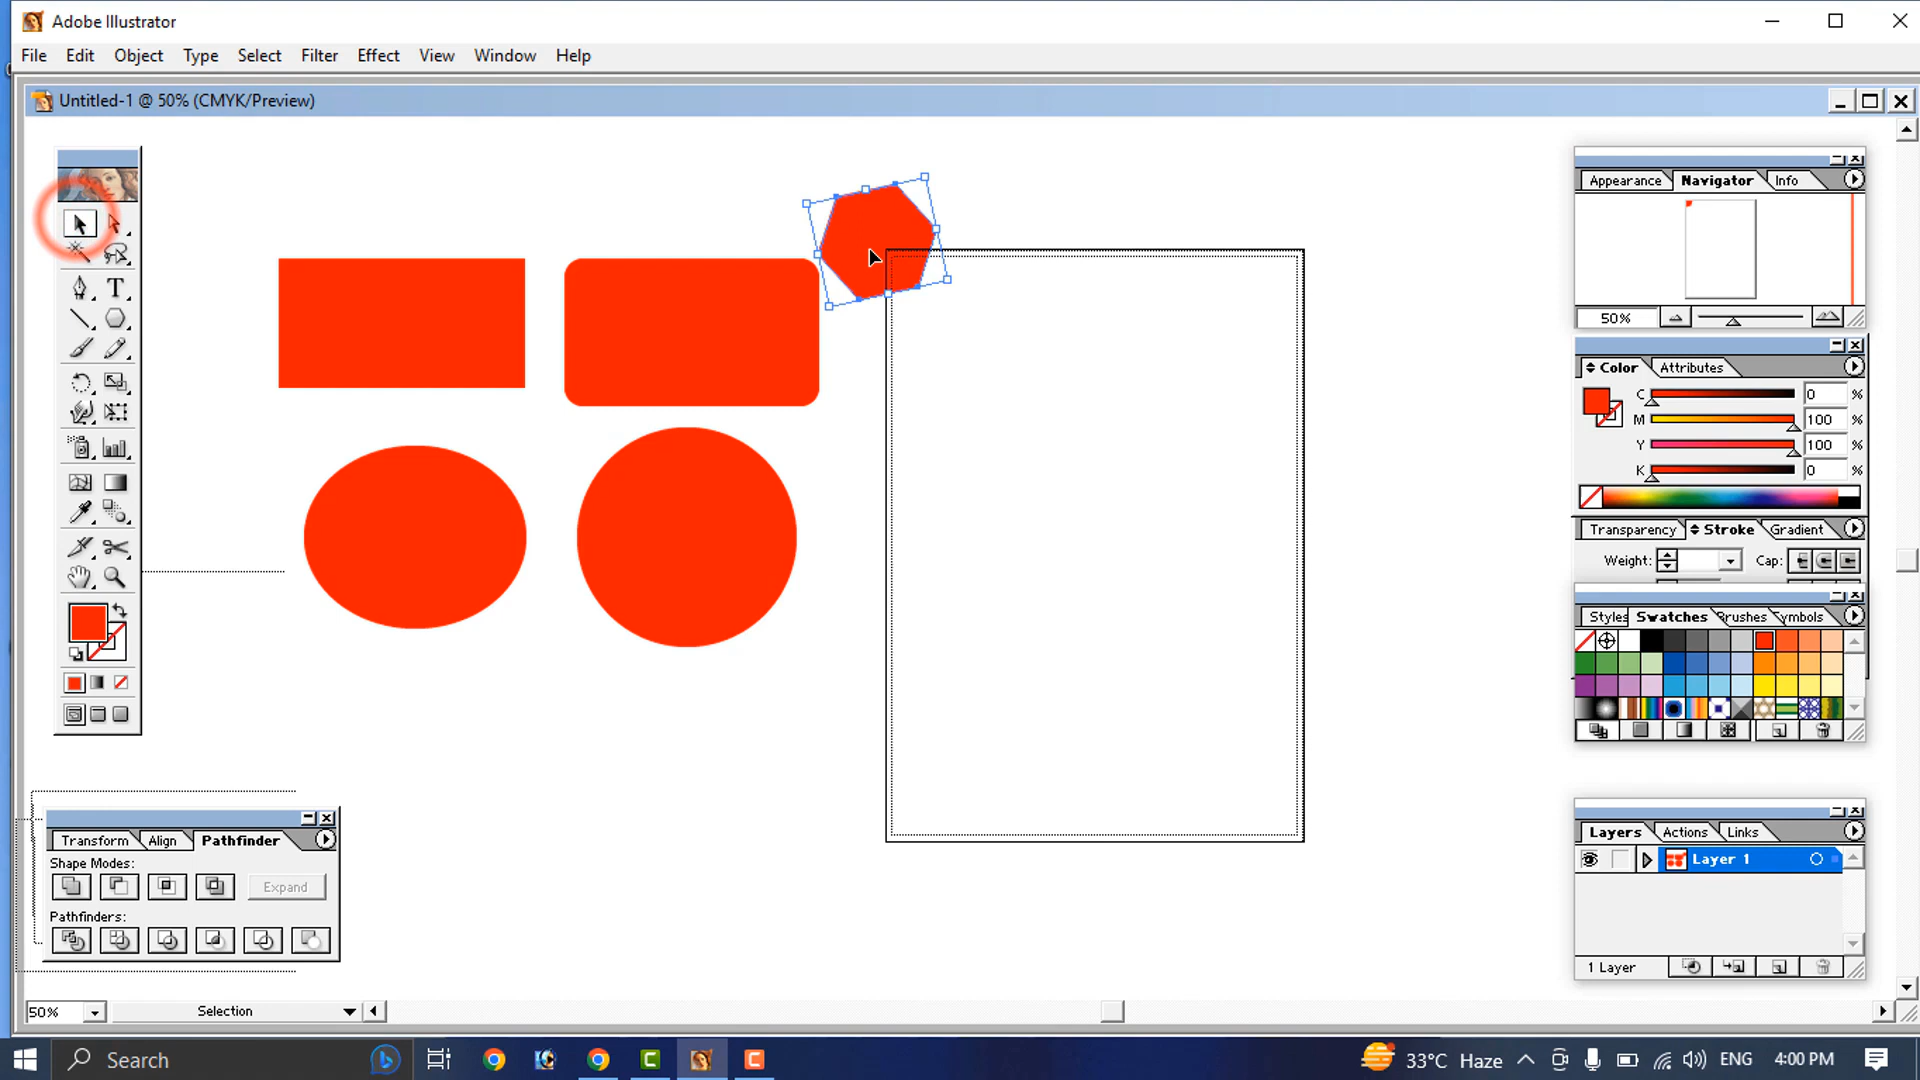 Adobe Illustrator
File Edit Object Type Select Filter Effect View Window Help
Untitled-1 @ 50% (CMYK/Preview)
T
Appearance Navigator Info
50%
Color Attributes
C 0 %
M 100 %
Y 100 %
K 0 %
Transparency Stroke Gradient
Weight: Cap:
Styles Swatches Brushes Symbols
Transform Align Pathfinder
Shape Modes:
Expand
Pathfinders:
Layers Actions Links
Layer 1
1 Layer
50% Selection
Search
33°C Haze ENG 4:00 PM